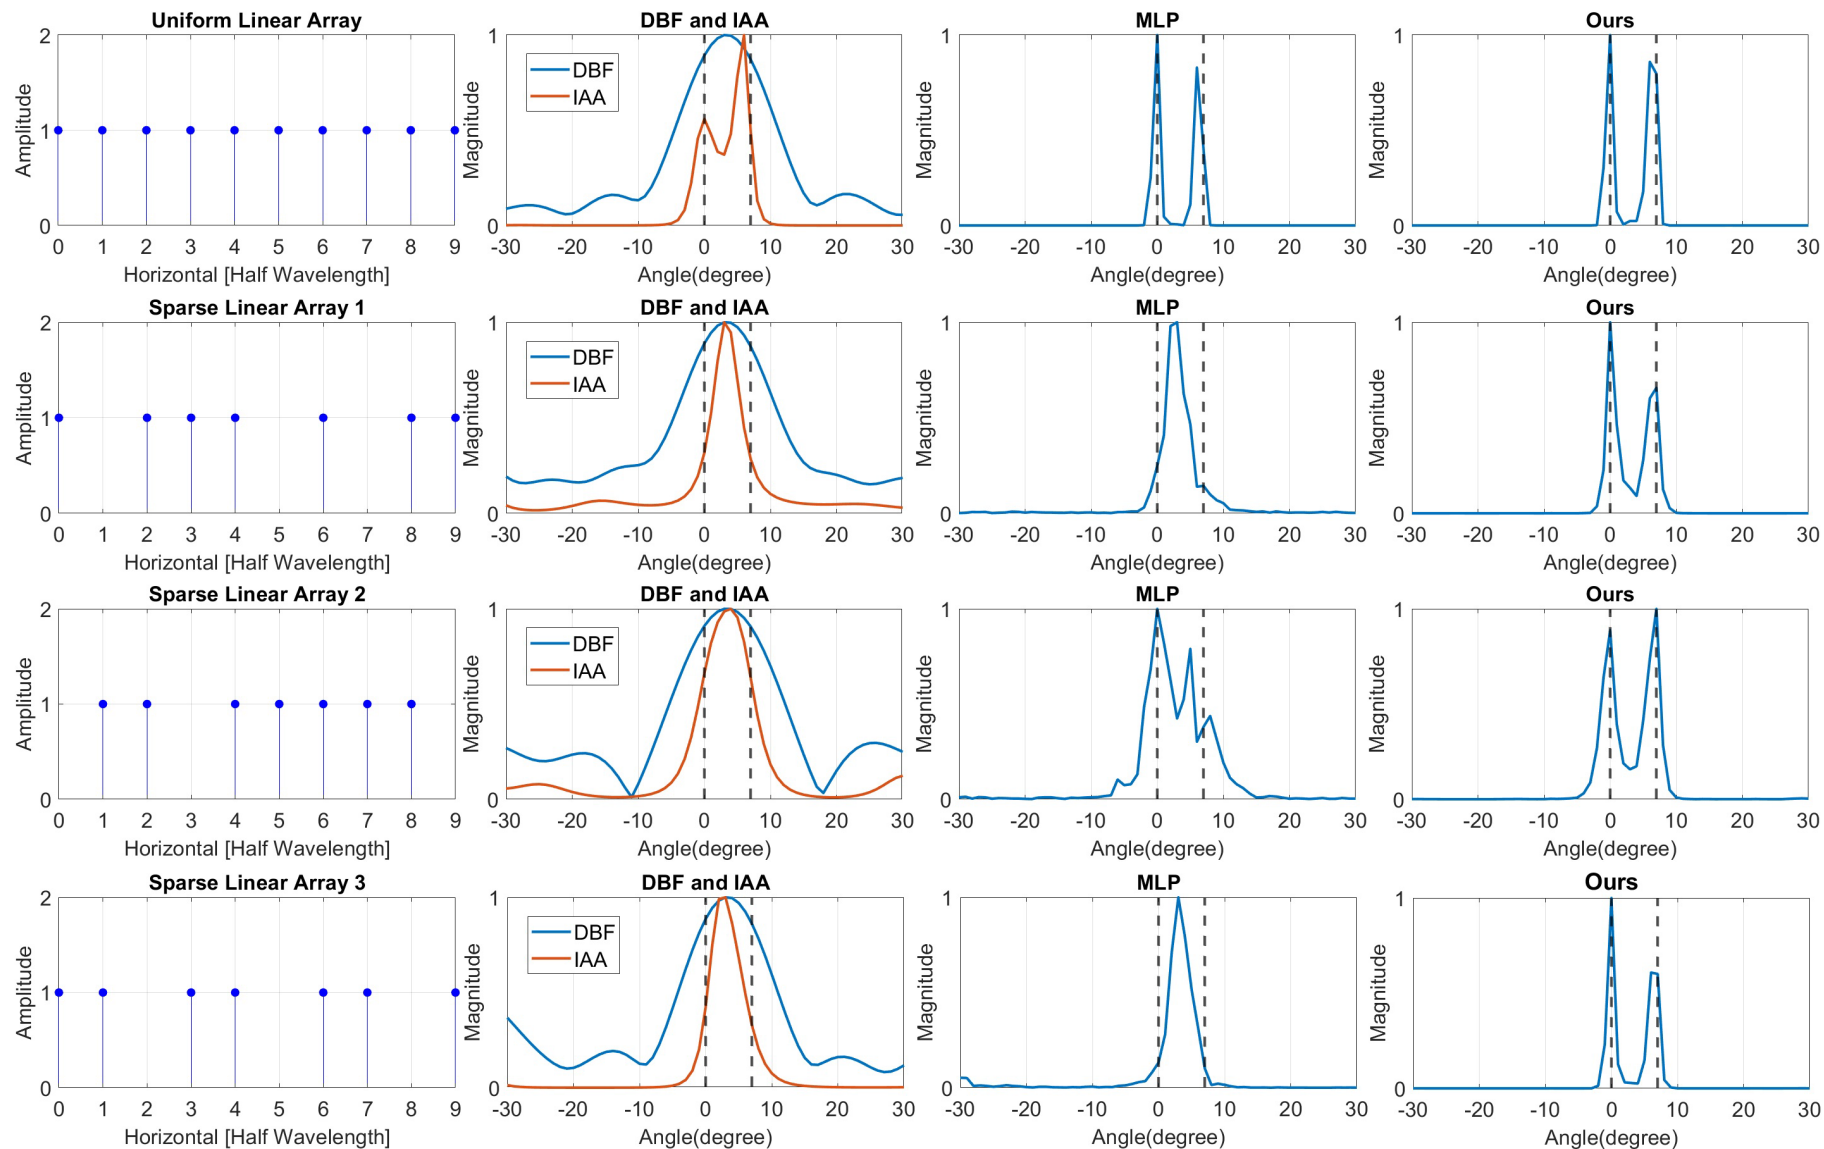 Uniform Linear Array
2
1
0
Amplitude
0 1 2 3 4 5 6 7 8 9
Horizontal [Half Wavelength]
DBF and IAA
1
0
Magnitude
DBF
IAA
-30 -20 -10 0 10 20 30
Angle(degree)
MLP
1
0
Magnitude
-30 -20 -10 0 10 20 30
Angle(degree)
Ours
1
0
Magnitude
-30 -20 -10 0 10 20 30
Angle(degree)
Sparse Linear Array 1
2
1
0
Amplitude
0 1 2 3 4 5 6 7 8 9
Horizontal [Half Wavelength]
DBF and IAA
1
0
Magnitude
DBF
IAA
-30 -20 -10 0 10 20 30
Angle(degree)
MLP
1
0
Magnitude
-30 -20 -10 0 10 20 30
Angle(degree)
Ours
1
0
Magnitude
-30 -20 -10 0 10 20 30
Angle(degree)
Sparse Linear Array 2
2
1
0
Amplitude
0 1 2 3 4 5 6 7 8 9
Horizontal [Half Wavelength]
DBF and IAA
1
0
Magnitude
DBF
IAA
-30 -20 -10 0 10 20 30
Angle(degree)
MLP
1
0
Magnitude
-30 -20 -10 0 10 20 30
Angle(degree)
Ours
1
0
Magnitude
-30 -20 -10 0 10 20 30
Angle(degree)
Sparse Linear Array 3
2
1
0
Amplitude
0 1 2 3 4 5 6 7 8 9
Horizontal [Half Wavelength]
DBF and IAA
1
0
Magnitude
DBF
IAA
-30 -20 -10 0 10 20 30
Angle(degree)
MLP
1
0
Magnitude
-30 -20 -10 0 10 20 30
Angle(degree)
Ours
1
0
Magnitude
-30 -20 -10 0 10 20 30
Angle(degree)